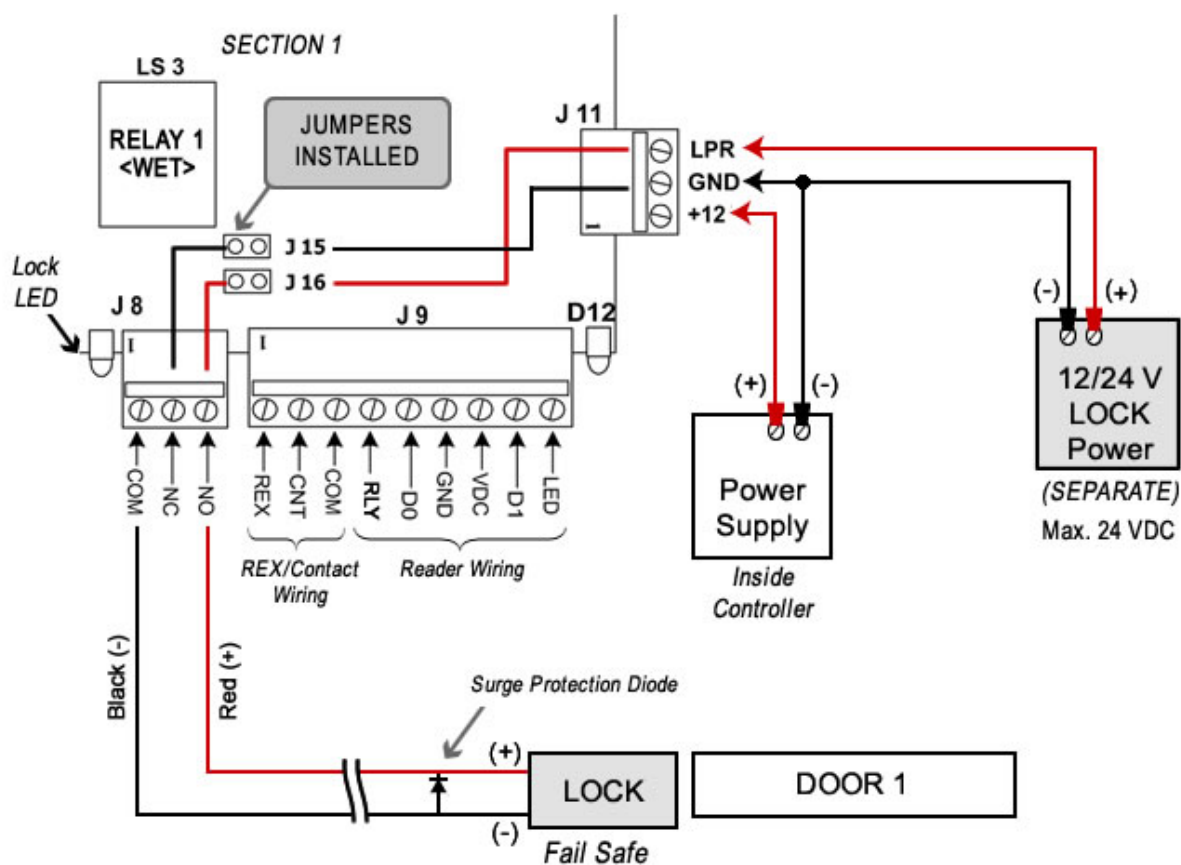 SECTION 1
LS 3
RELAY 1
<WET>
JUMPERS
INSTALLED
J 11
LPR
GND
+12
1
J 15
J 16
Lock
LED
J 8
1
J 9
1
D12
COM
NC
NO
REX
CNT
COM
RLY
D0
GND
VDC
D1
LED
REX/Contact
Wiring
Reader Wiring
(+)
(-)
Power
Supply
Inside
Controller
(-)
(+)
12/24 V
LOCK
Power
(SEPARATE)
Max. 24 VDC
Black (-)
Red (+)
Surge Protection Diode
(+)
(-)
LOCK
Fail Safe
DOOR 1